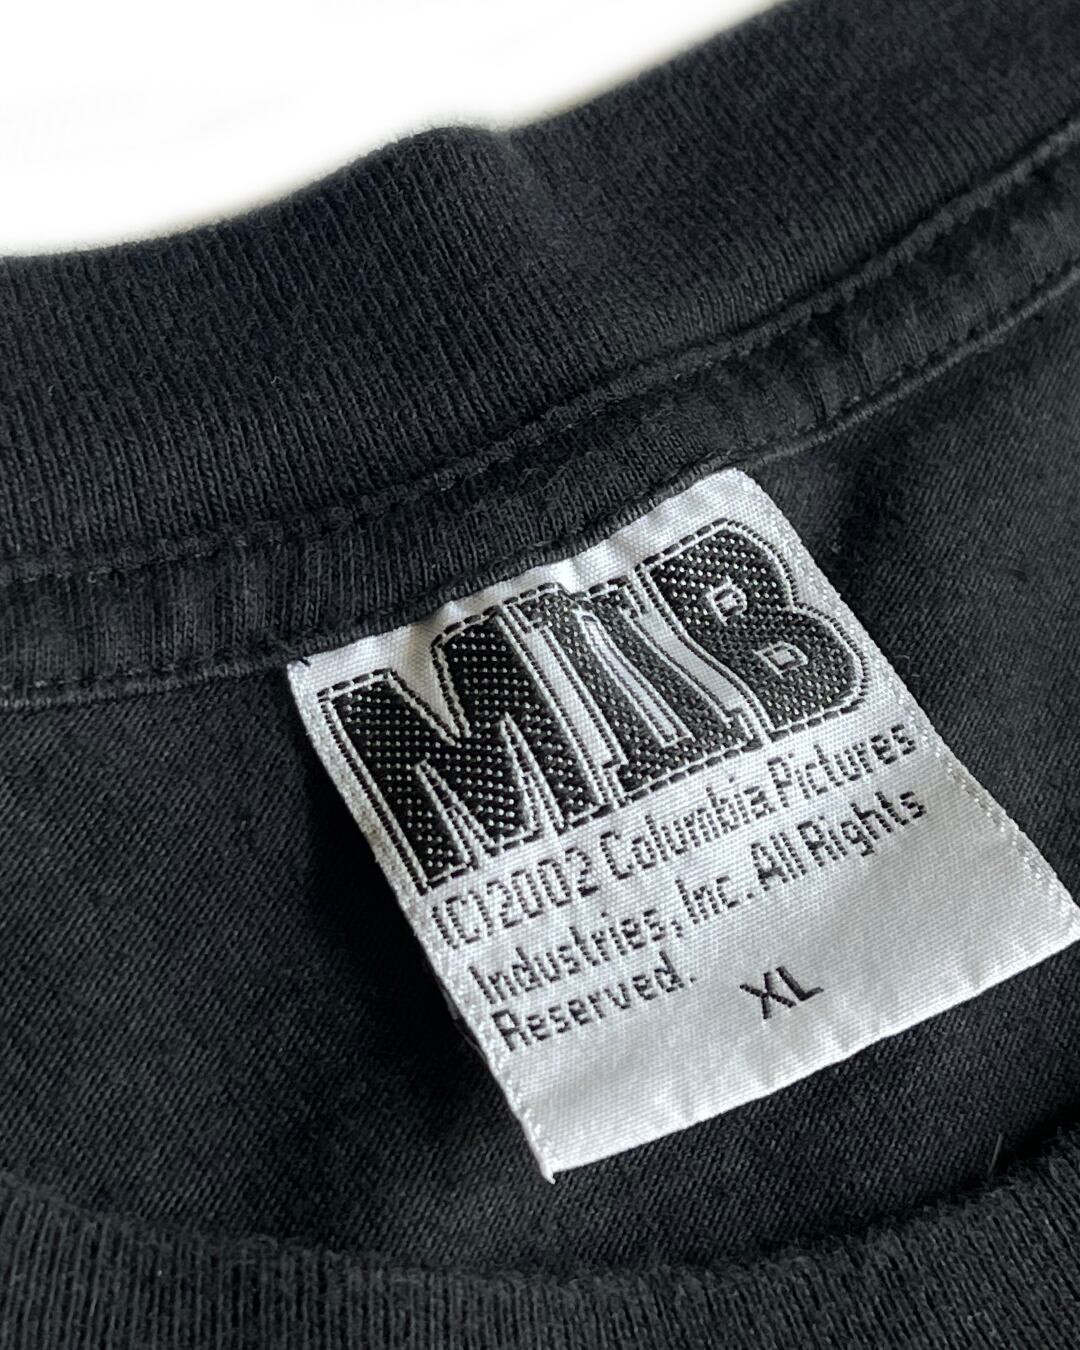 MIIB
(C)2002 Columbia Pictures
Industries, Inc. All Rights
Reserved.
XL